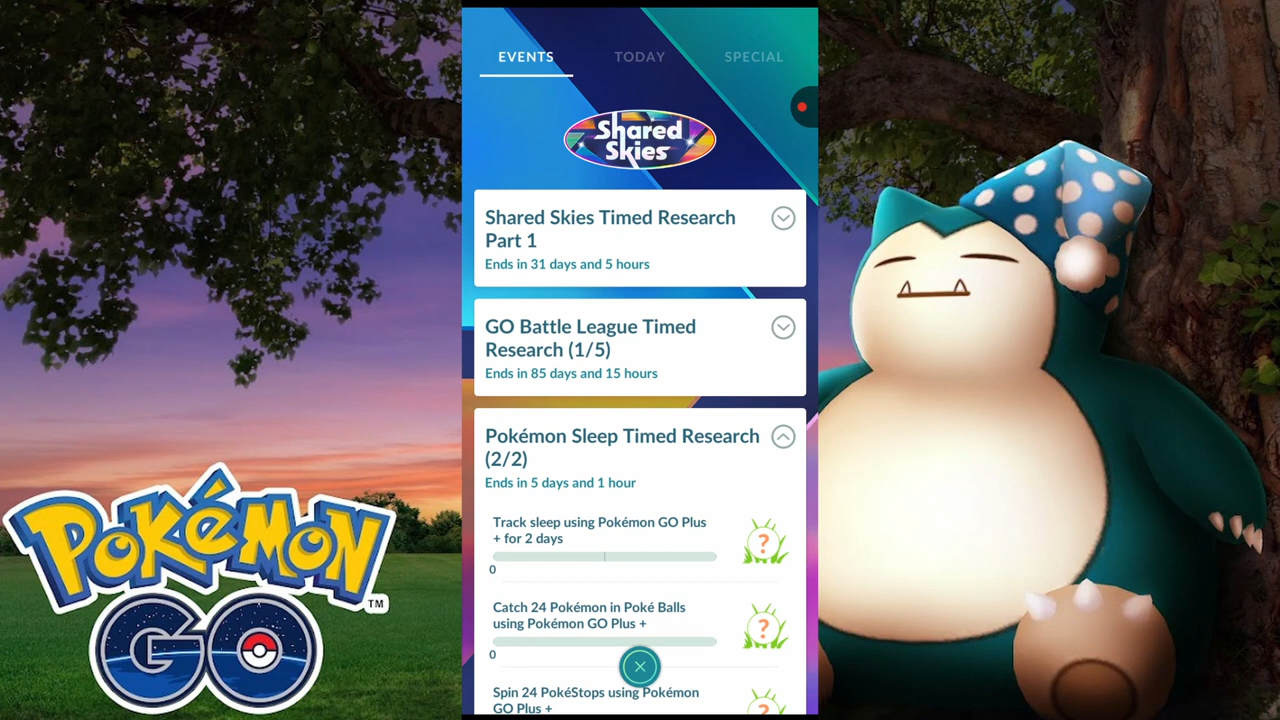 EVENTS
TODAY
SPECIAL
Shared
Skies
Shared Skies Timed Research
Part 1
Ends in 31 days and 5 hours
GO Battle League Timed
Research (1/5)
Ends in 85 days and 15 hours
Pokémon Sleep Timed Research
(2/2)
Ends in 5 days and 1 hour
Track sleep using Pokémon GO Plus
+ for 2 days
?
0
Catch 24 Pokémon in Poké Balls
using Pokémon GO Plus +
?
0
Spin 24 PokéStops using Pokémon
GO Plus +
?
POKéMON
TM
GO